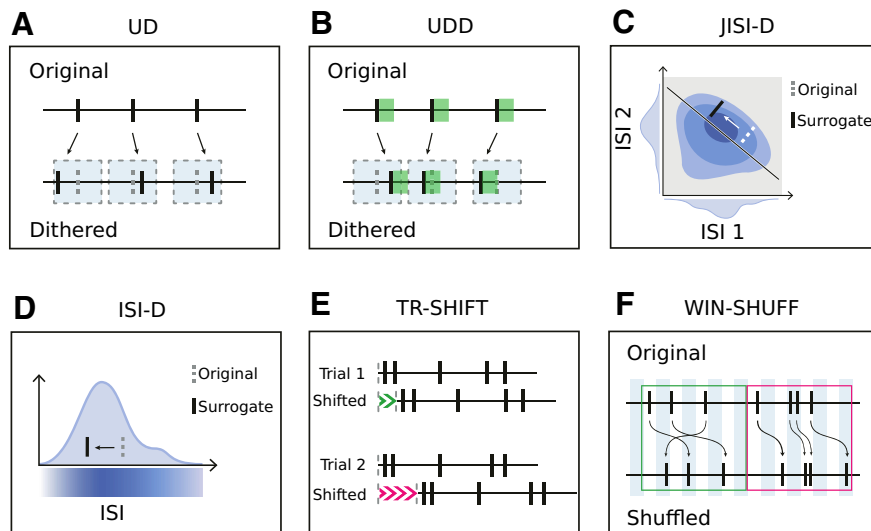 A UD
Original
Dithered
B UDD
Original
Dithered
C JISI-D
Original
Surrogate
ISI 2
ISI 1
D ISI-D
Original
Surrogate
ISI
E TR-SHIFT
Trial 1
Shifted
Trial 2
Shifted
F WIN-SHUFF
Original
Shuffled